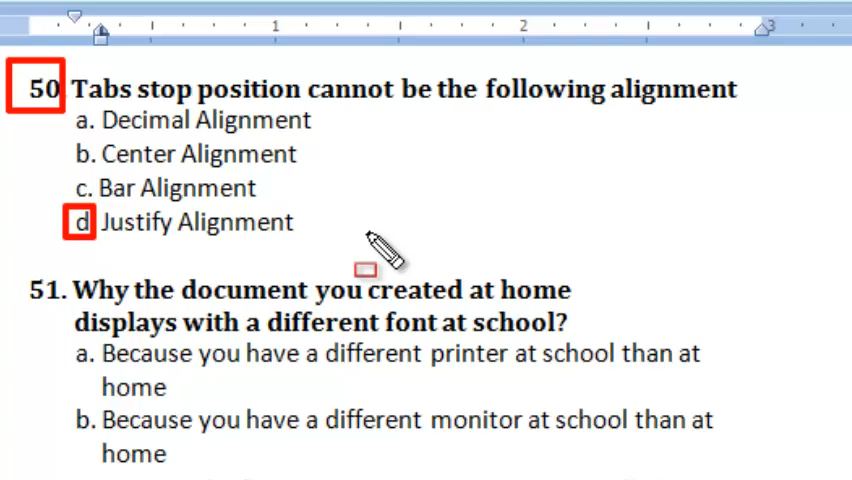 1 2 3
50. Tabs stop position cannot be the following alignment
a. Decimal Alignment
b. Center Alignment
c. Bar Alignment
d Justify Alignment
51. Why the document you created at home
displays with a different font at school?
a. Because you have a different printer at school than at
home
b. Because you have a different monitor at school than at
home